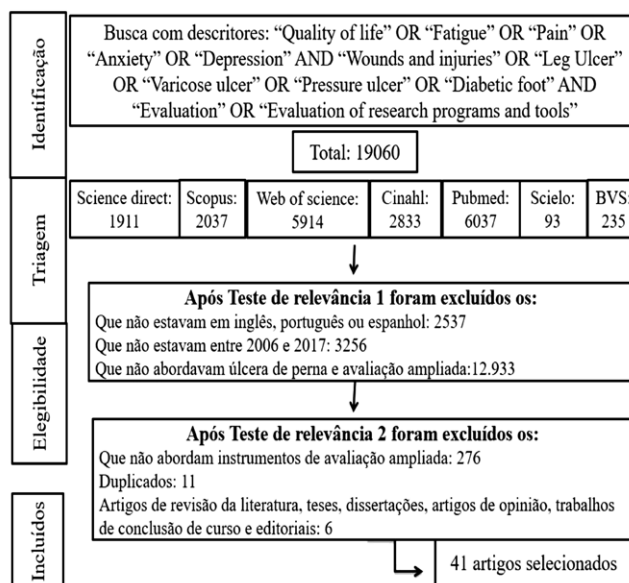 Identificação
Busca com descritores: “Quality of life” OR “Fatigue” OR “Pain” OR
“Anxiety” OR “Depression” AND “Wounds and injuries” OR “Leg Ulcer”
OR “Varicose ulcer” OR “Pressure ulcer” OR “Diabetic foot” AND
“Evaluation” OR “Evaluation of research programs and tools”
Total: 19060
Triagem
Science direct:
1911
Scopus:
2037
Web of science:
5914
Cinahl:
2833
Pubmed:
6037
Scielo:
93
BVS:
235
Após Teste de relevância 1 foram excluídos os:
Que não estavam em inglês, português ou espanhol: 2537
Que não estavam entre 2006 e 2017: 3256
Que não abordavam úlcera de perna e avaliação ampliada:12.933
Elegibilidade
Após Teste de relevância 2 foram excluídos os:
Que não abordam instrumentos de avaliação ampliada: 276
Duplicados: 11
Artigos de revisão da literatura, teses, dissertações, artigos de opinião, trabalhos
de conclusão de curso e editoriais: 6
Incluídos
41 artigos selecionados